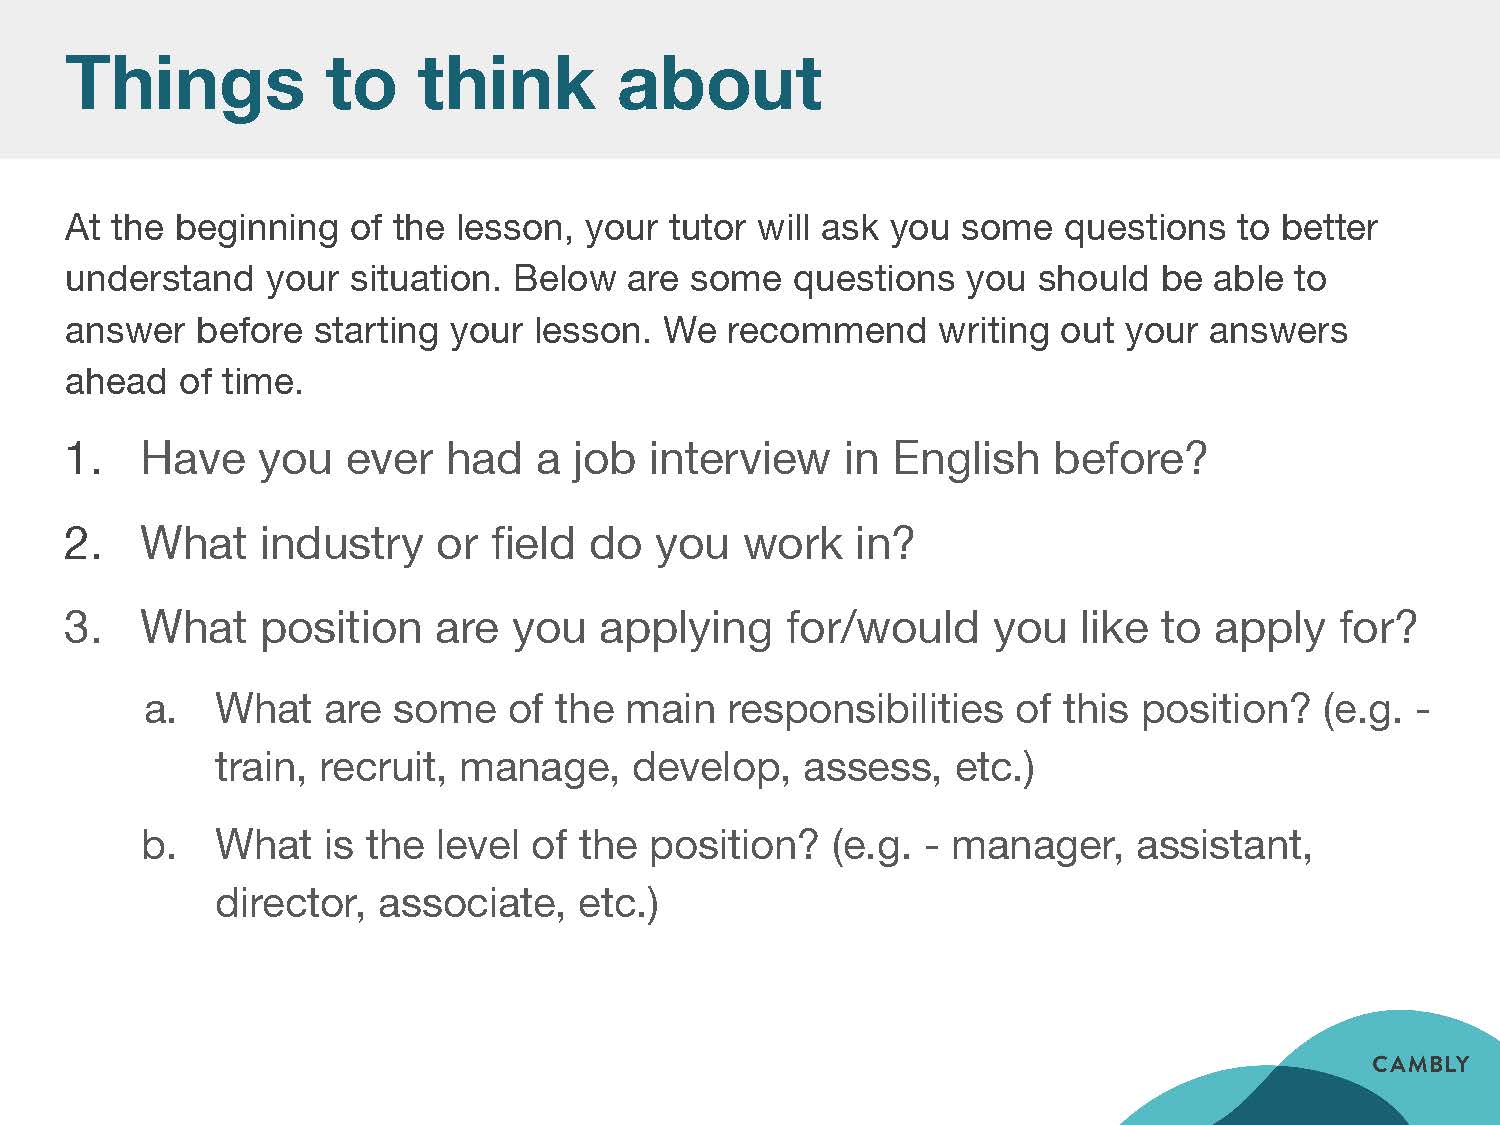 Things to think about
At the beginning of the lesson, your tutor will ask you some questions to better
understand your situation. Below are some questions you should be able to
answer before starting your lesson. We recommend writing out your answers
ahead of time.
1. Have you ever had a job interview in English before?
2. What industry or field do you work in?
3. What position are you applying for/would you like to apply for?
a. What are some of the main responsibilities of this position? (e.g. -
train, recruit, manage, develop, assess, etc.)
b. What is the level of the position? (e.g. - manager, assistant,
director, associate, etc.)
CAMBLY